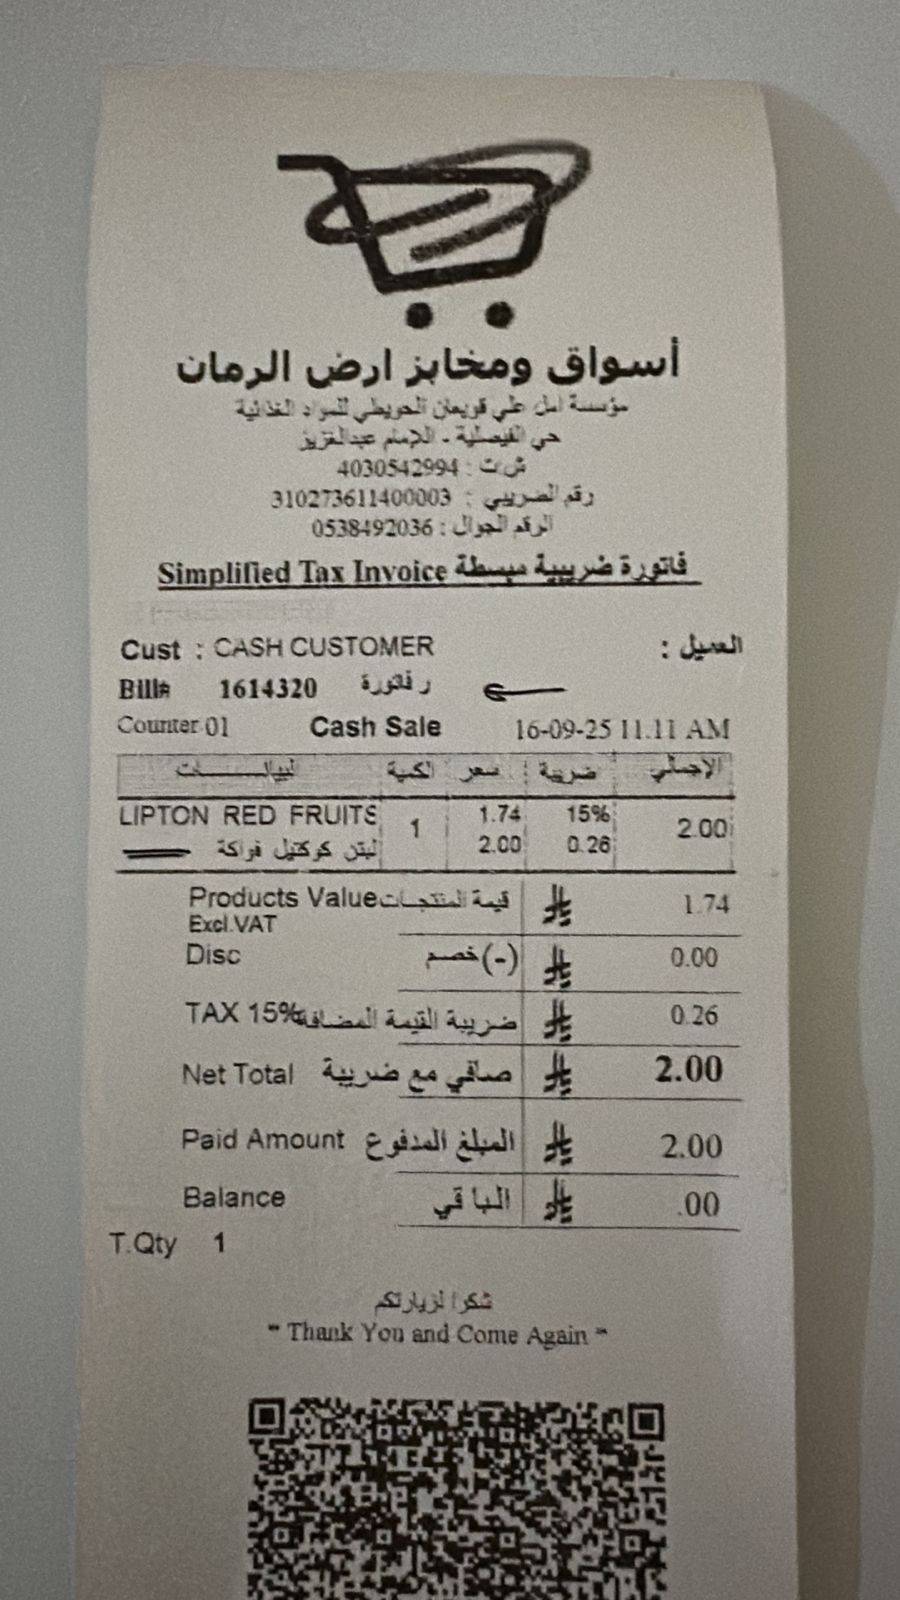 أسواق ومخابز ارض الرمان
مؤسسة امل علي قويعان الحويطي للمواد الغذائية
حي الفيصلية - الامام عبدالعزيز
ش ت : 4030542994
رقم الضريبي : 310273611400003
الرقم الجوال : 0538492036
Simplified Tax Invoice فاتورة ضريبية مبسطة
Cust : CASH CUSTOMER العميل :
Bill# 1614320 ر فاتورة
Counter 01 Cash Sale 16-09-25 11.11 AM
البيانات الكمية سعر ضريبة الإجمالي
LIPTON RED FRUITS 1 1.74 15% 2.00
لبتن كوكتيل فواكة 2.00 0.26
Products Value قيمة المنتجات 1.74
Excl.VAT
Disc خصم (-) 0.00
TAX 15% ضريبة القيمة المضافة 0.26
Net Total صافي مع ضريبة 2.00
Paid Amount المبلغ المدفوع 2.00
Balance الباقي .00
T.Qty 1
شكرا لزيارتكم
" Thank You and Come Again "